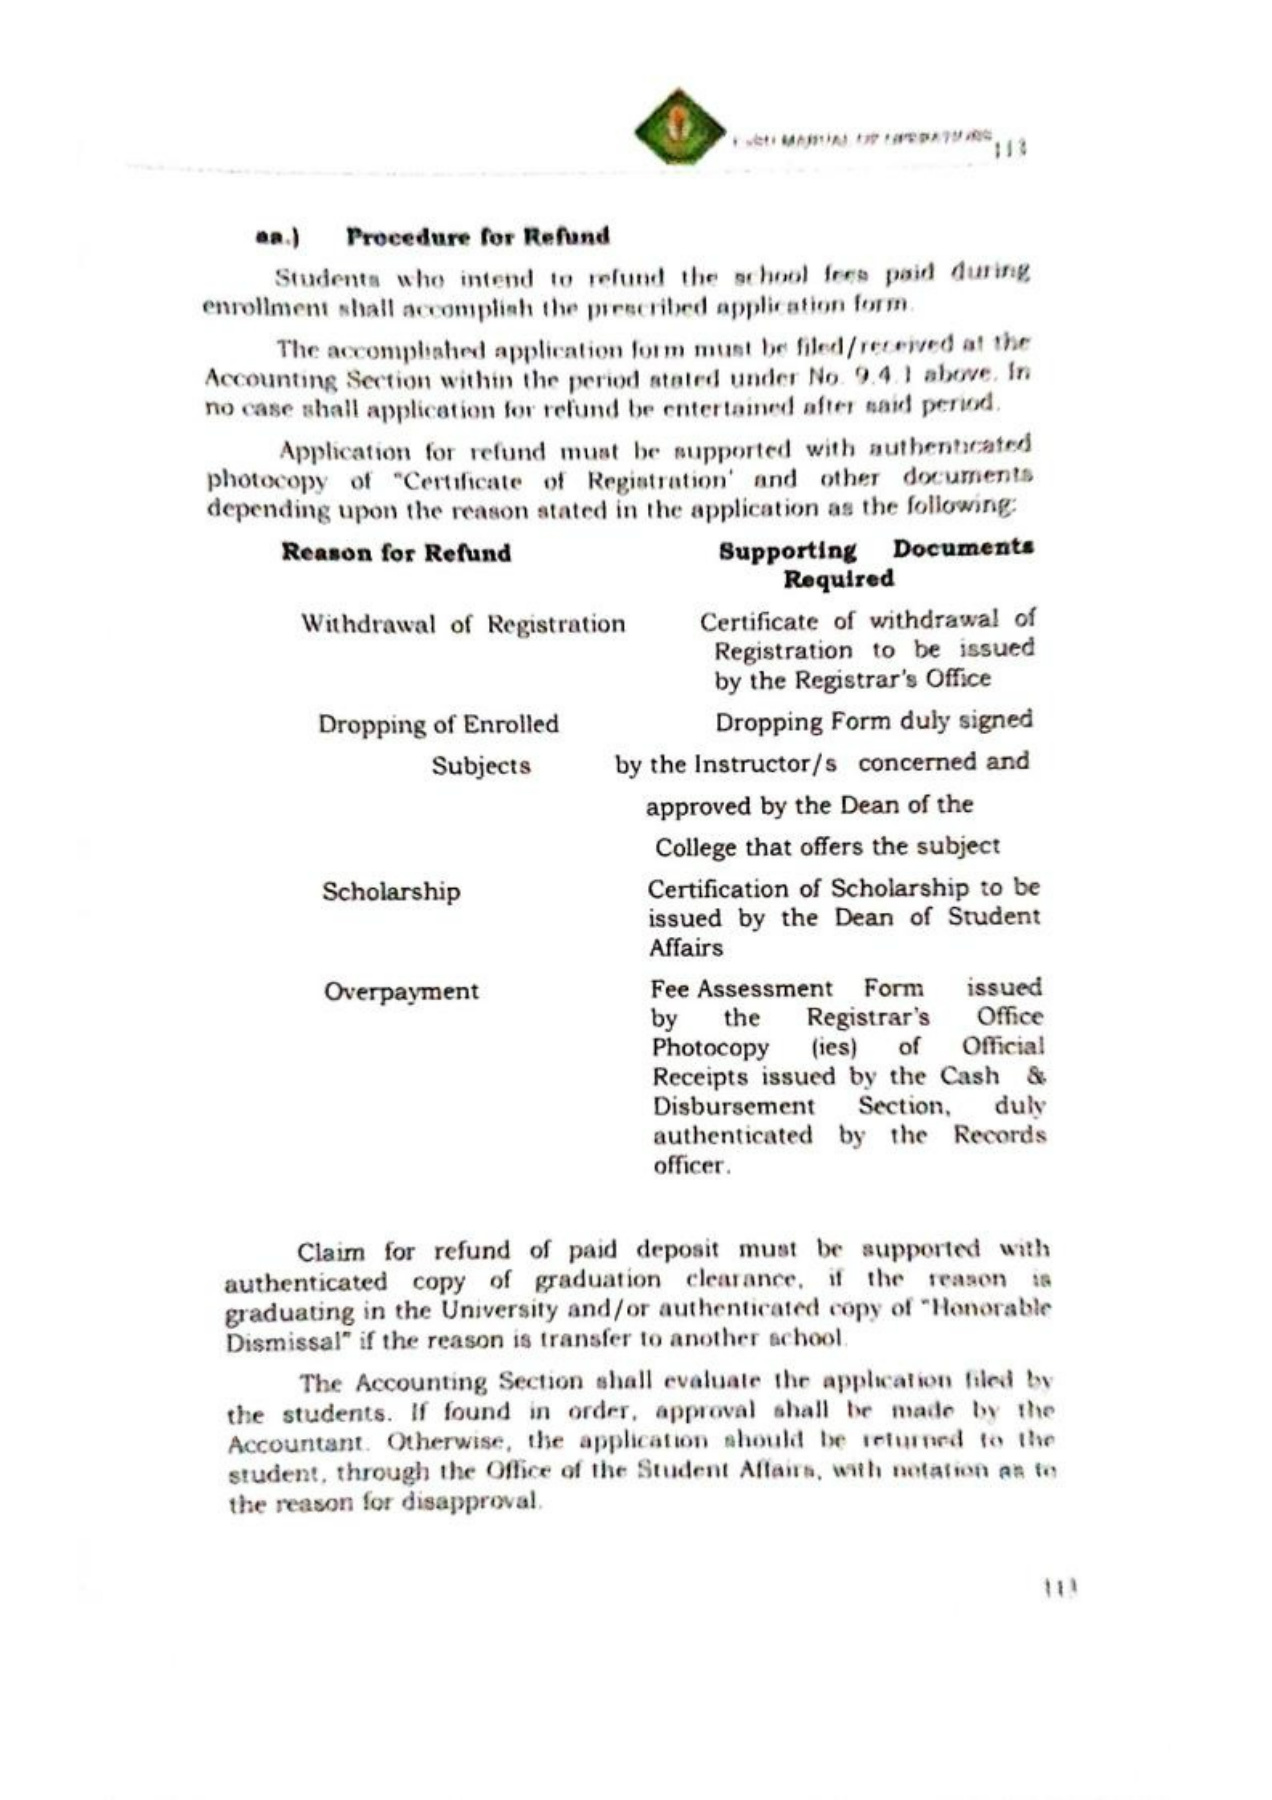 MANUAL OF OPERATIONS
113
aa.) Procedure for Refund
Students who intend to refund the school fees paid during
enrollment shall accomplish the prescribed application form.
The accomplished application form must be filed/received at the
Accounting Section within the period stated under No. 9.4.1 above. In
no case shall application for refund be entertained after said period.
Application for refund must be supported with authenticated
photocopy of "Certificate of Registration' and other documents
depending upon the reason stated in the application as the following:
Reason for Refund Supporting Documents
Required
Withdrawal of Registration Certificate of withdrawal of
Registration to be issued
by the Registrar's Office
Dropping of Enrolled Dropping Form duly signed
Subjects by the Instructor/s concerned and
approved by the Dean of the
College that offers the subject
Scholarship Certification of Scholarship to be
issued by the Dean of Student
Affairs
Overpayment Fee Assessment Form issued
by the Registrar's Office
Photocopy (ies) of Official
Receipts issued by the Cash &
Disbursement Section, duly
authenticated by the Records
officer.
Claim for refund of paid deposit must be supported with
authenticated copy of graduation clearance, if the reason is
graduating in the University and/or authenticated copy of "Honorable
Dismissal" if the reason is transfer to another school.
The Accounting Section shall evaluate the application filed by
the students. If found in order, approval shall be made by the
Accountant. Otherwise, the application should be returned to the
student, through the Office of the Student Affairs, with notation as to
the reason for disapproval.
113